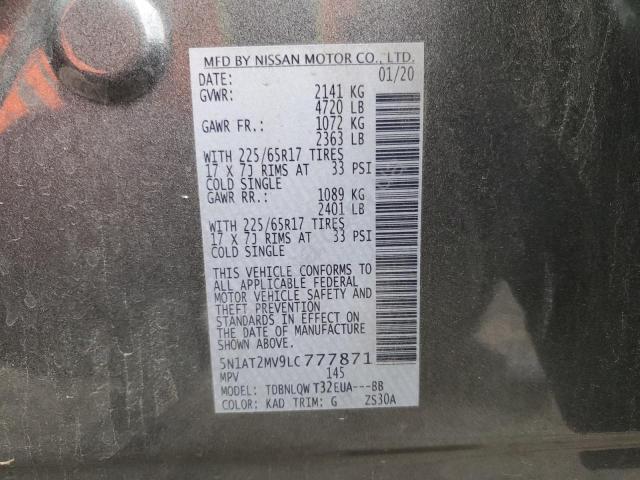 MFD BY NISSAN MOTOR CO., LTD.
DATE: 01/20
GVWR: 2141 KG
4720 LB
GAWR FR.: 1072 KG
2363 LB
WITH 225/65R17 TIRES
17 X 7J RIMS AT 33 PSI
COLD SINGLE
GAWR RR.: 1089 KG
2401 LB
WITH 225/65R17 TIRES
17 X 7J RIMS AT 33 PSI
COLD SINGLE
THIS VEHICLE CONFORMS TO
ALL APPLICABLE FEDERAL
MOTOR VEHICLE SAFETY AND
THEFT PREVENTION
STANDARDS IN EFFECT ON
THE DATE OF MANUFACTURE
SHOWN ABOVE.
5N1AT2MV9LC777871
MPV 145
MODEL: TDBNLQW T32EUA---BB
COLOR: KAD TRIM: G ZS30A